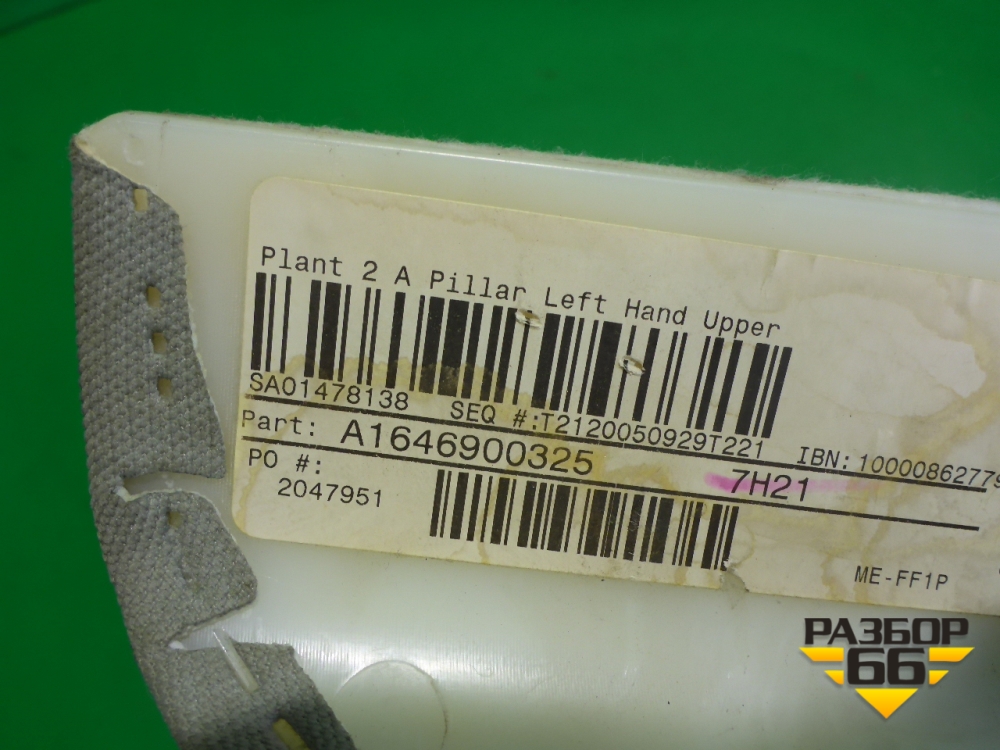 Plant 2 A Pillar Left Hand Upper
SA01478138 SEQ #:T2120050929T221 IBN: 10000862779
Part: A1646900325 7H21
PO #:
2047951
ME-FF1P
РАЗБОР
66